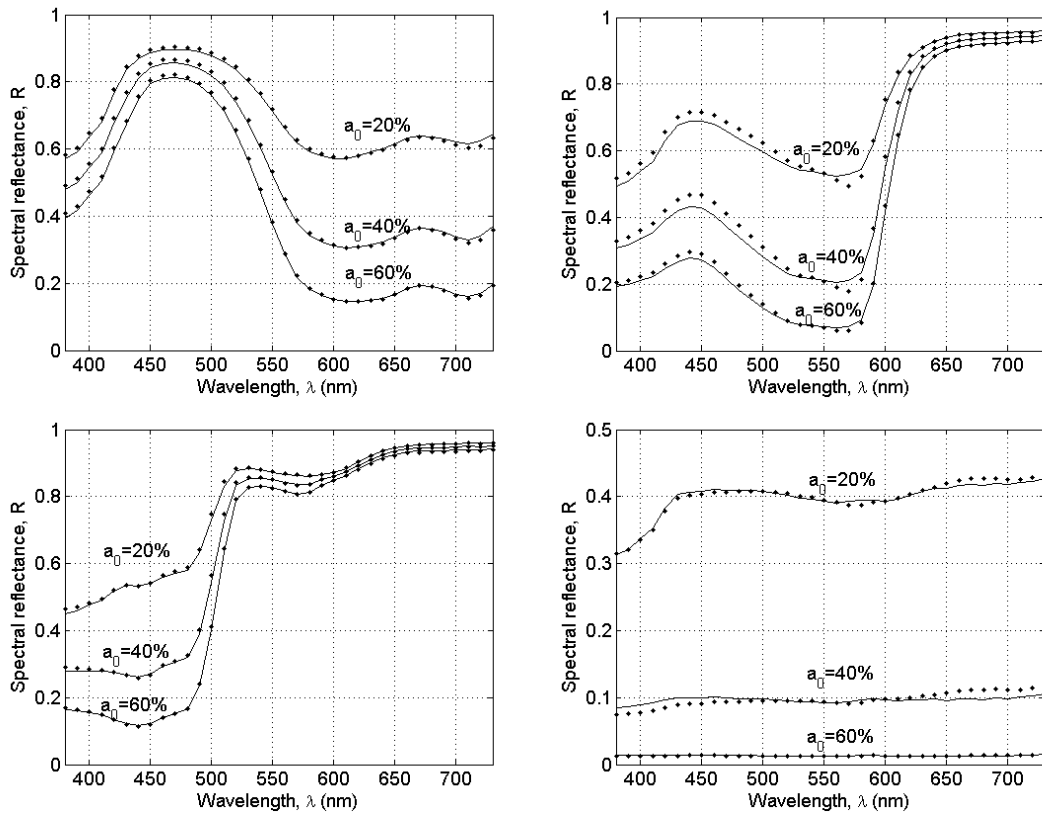 Spectral reflectance, R
1
0.8
0.6
0.4
0.2
0
a₀=20%
a₀=40%
a₀=60%
400 450 500 550 600 650 700
Wavelength, λ (nm)
Spectral reflectance, R
1
0.8
0.6
0.4
0.2
0
a₀=20%
a₀=40%
a₀=60%
400 450 500 550 600 650 700
Wavelength, λ (nm)
Spectral reflectance, R
1
0.8
0.6
0.4
0.2
0
a₀=20%
a₀=40%
a₀=60%
400 450 500 550 600 650 700
Wavelength, λ (nm)
Spectral reflectance, R
0.5
0.4
0.3
0.2
0.1
0
a₀=20%
a₀=40%
a₀=60%
400 450 500 550 600 650 700
Wavelength, λ (nm)